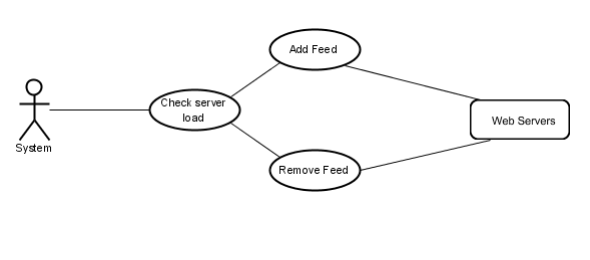 Add Feed
Check server
load
Web Servers
System
Remove Feed